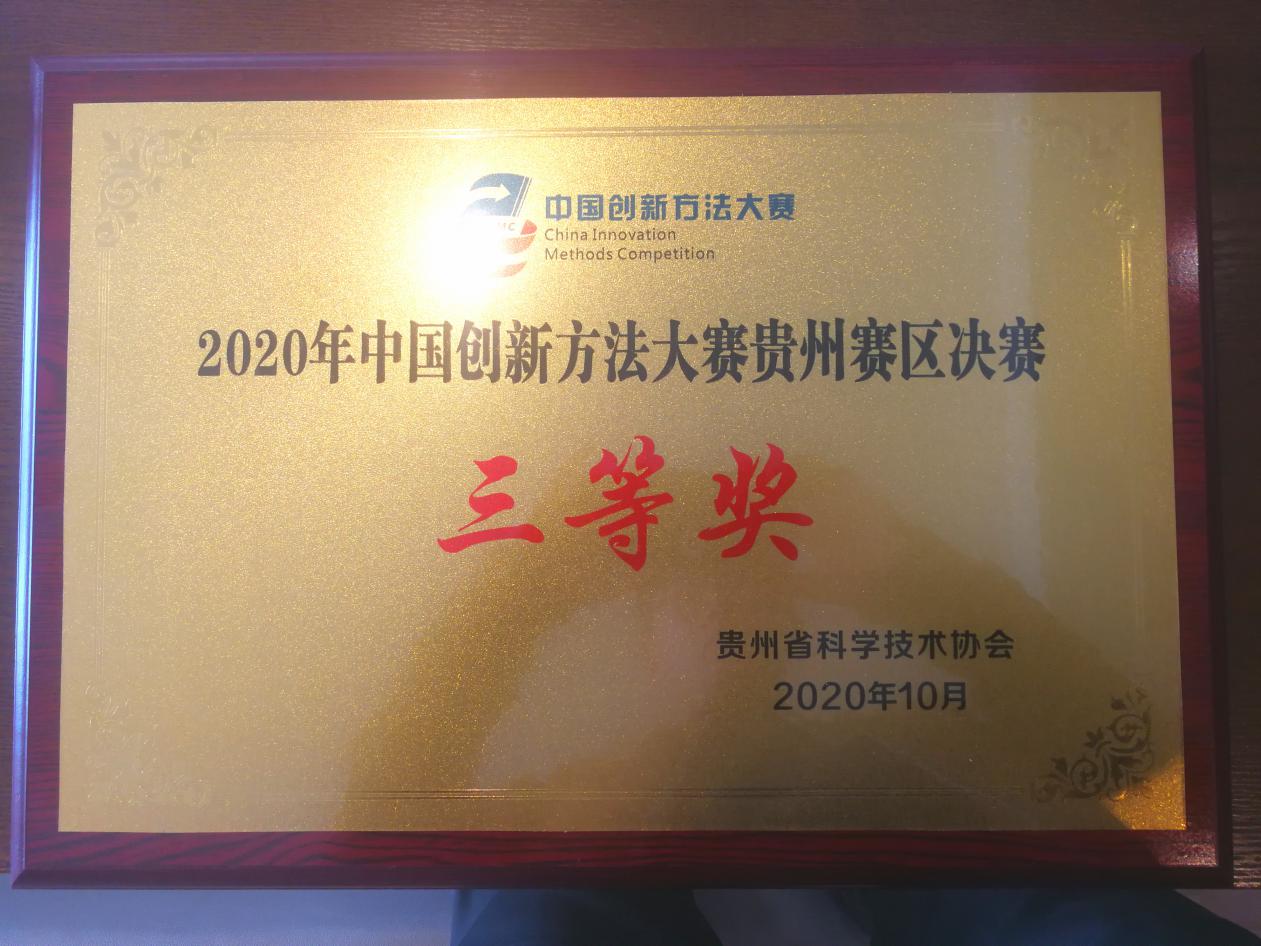 中国创新方法大赛
China Innovation
Methods Competition
2020年中国创新方法大赛贵州赛区决赛
三等奖
贵州省科学技术协会
2020年10月